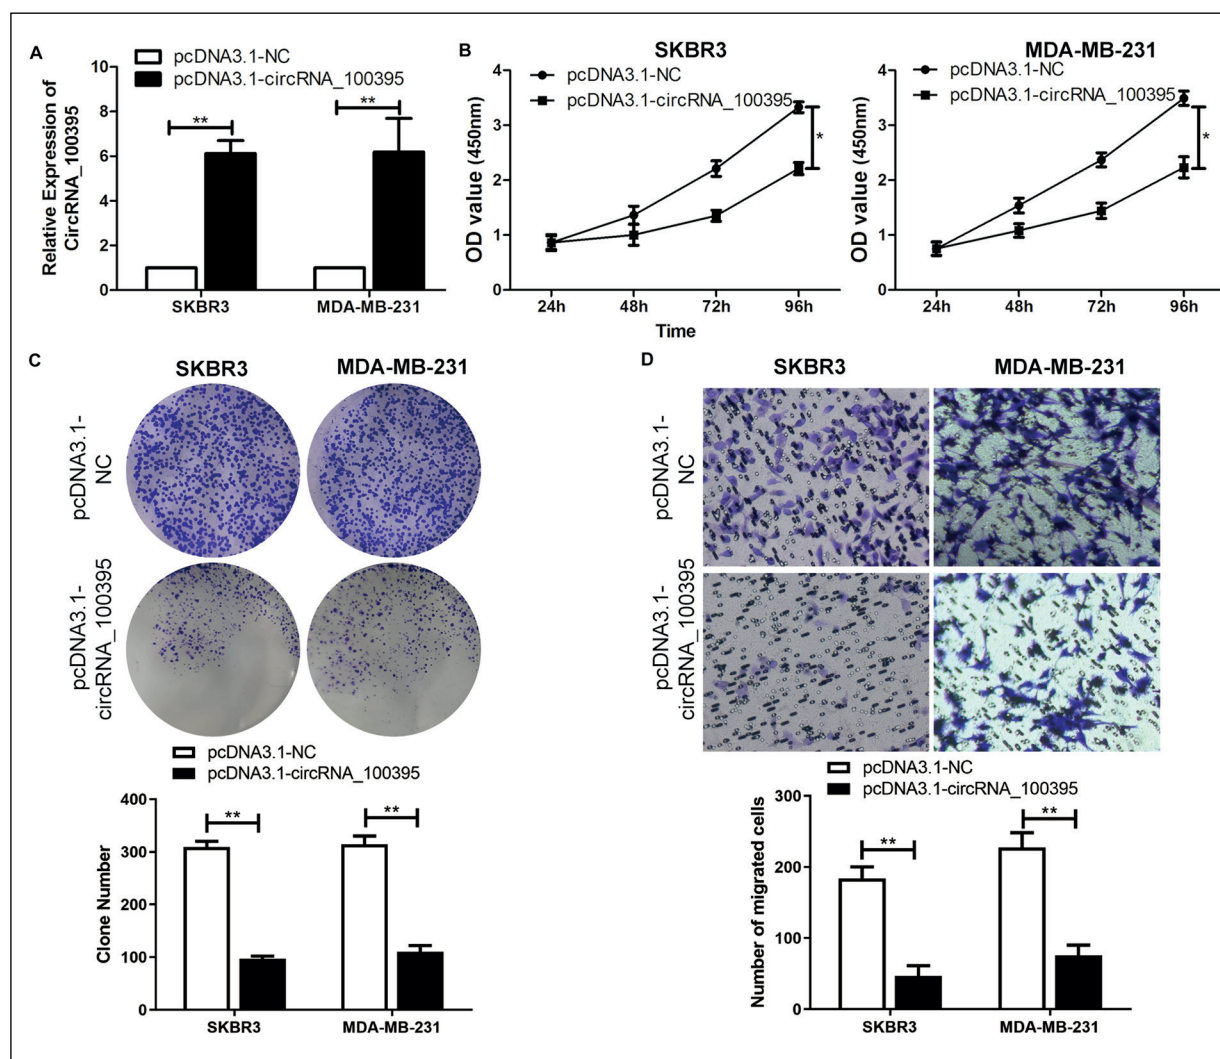 A
pcDNA3.1-NC
pcDNA3.1-circRNA_100395
Relative Expression of
CircRNA_100395
10
8
6
4
2
0
**
**
SKBR3
MDA-MB-231
B
SKBR3
pcDNA3.1-NC
pcDNA3.1-circRNA_100395
OD value (450nm)
4
3
2
1
0
*
24h
48h
72h
96h
Time
MDA-MB-231
pcDNA3.1-NC
pcDNA3.1-circRNA_100395
OD value (450nm)
4
3
2
1
0
*
24h
48h
72h
96h
C
SKBR3
MDA-MB-231
pcDNA3.1-
NC
pcDNA3.1-
circRNA_100395
pcDNA3.1-NC
pcDNA3.1-circRNA_100395
Clone Number
400
300
200
100
0
**
**
SKBR3
MDA-MB-231
D
SKBR3
MDA-MB-231
pcDNA3.1-
NC
pcDNA3.1-
circRNA_100395
pcDNA3.1-NC
pcDNA3.1-circRNA_100395
Number of migrated cells
300
200
100
0
**
**
SKBR3
MDA-MB-231